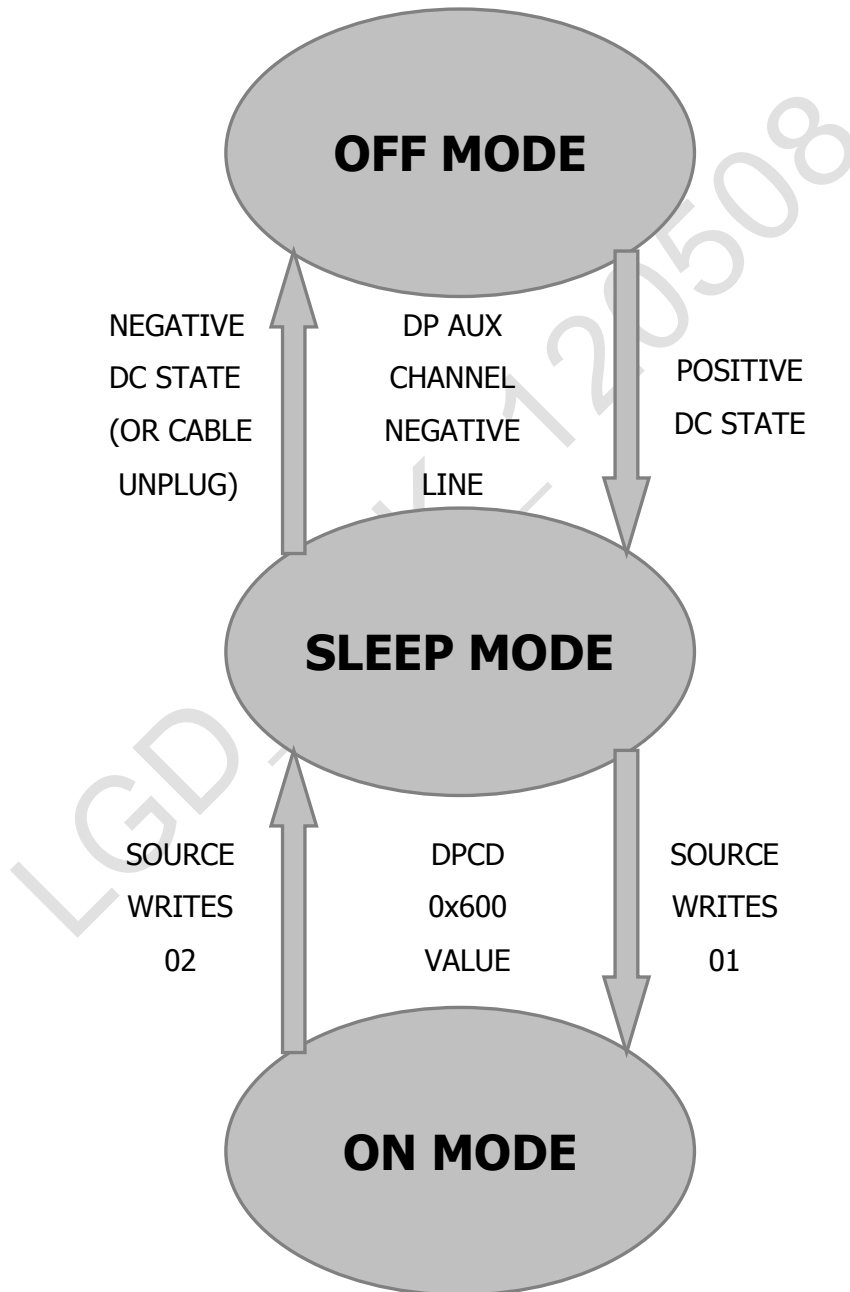 OFF MODE
NEGATIVE
DC STATE
(OR CABLE
UNPLUG)
DP AUX
CHANNEL
NEGATIVE
LINE
POSITIVE
DC STATE
SLEEP MODE
SOURCE
WRITES
02
DPCD
0x600
VALUE
SOURCE
WRITES
01
ON MODE